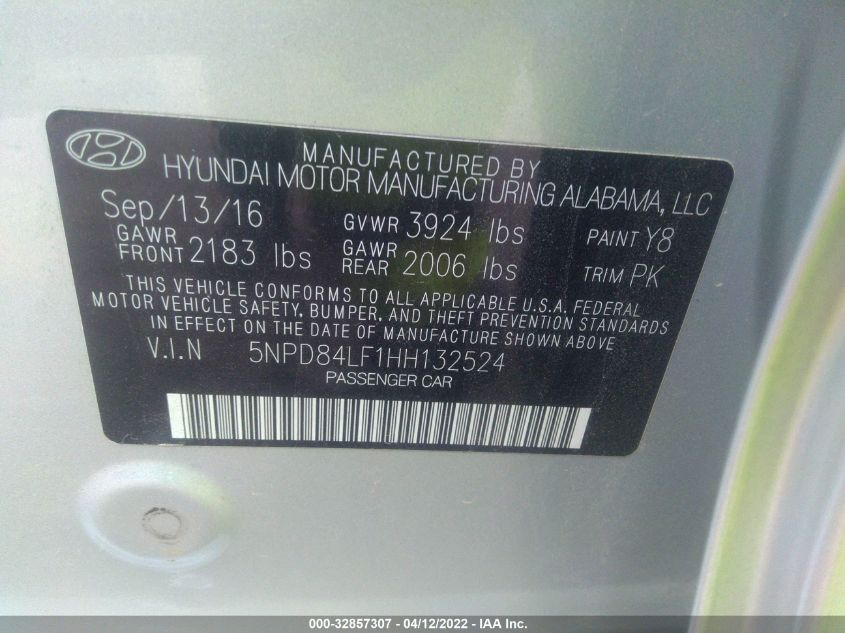 MANUFACTURED BY
HYUNDAI MOTOR MANUFACTURING ALABAMA, LLC
Sep/13/16 GVWR 3924 lbs PAINT Y8
GAWR FRONT 2183 lbs GAWR REAR 2006 lbs TRIM PK
THIS VEHICLE CONFORMS TO ALL APPLICABLE U.S.A. FEDERAL
MOTOR VEHICLE SAFETY, BUMPER, AND THEFT PREVENTION STANDARDS
IN EFFECT ON THE DATE OF MANUFACTURE SHOWN ABOVE
V.I.N 5NPD84LF1HH132524
PASSENGER CAR
000-32857307 - 04/12/2022 - IAA Inc.